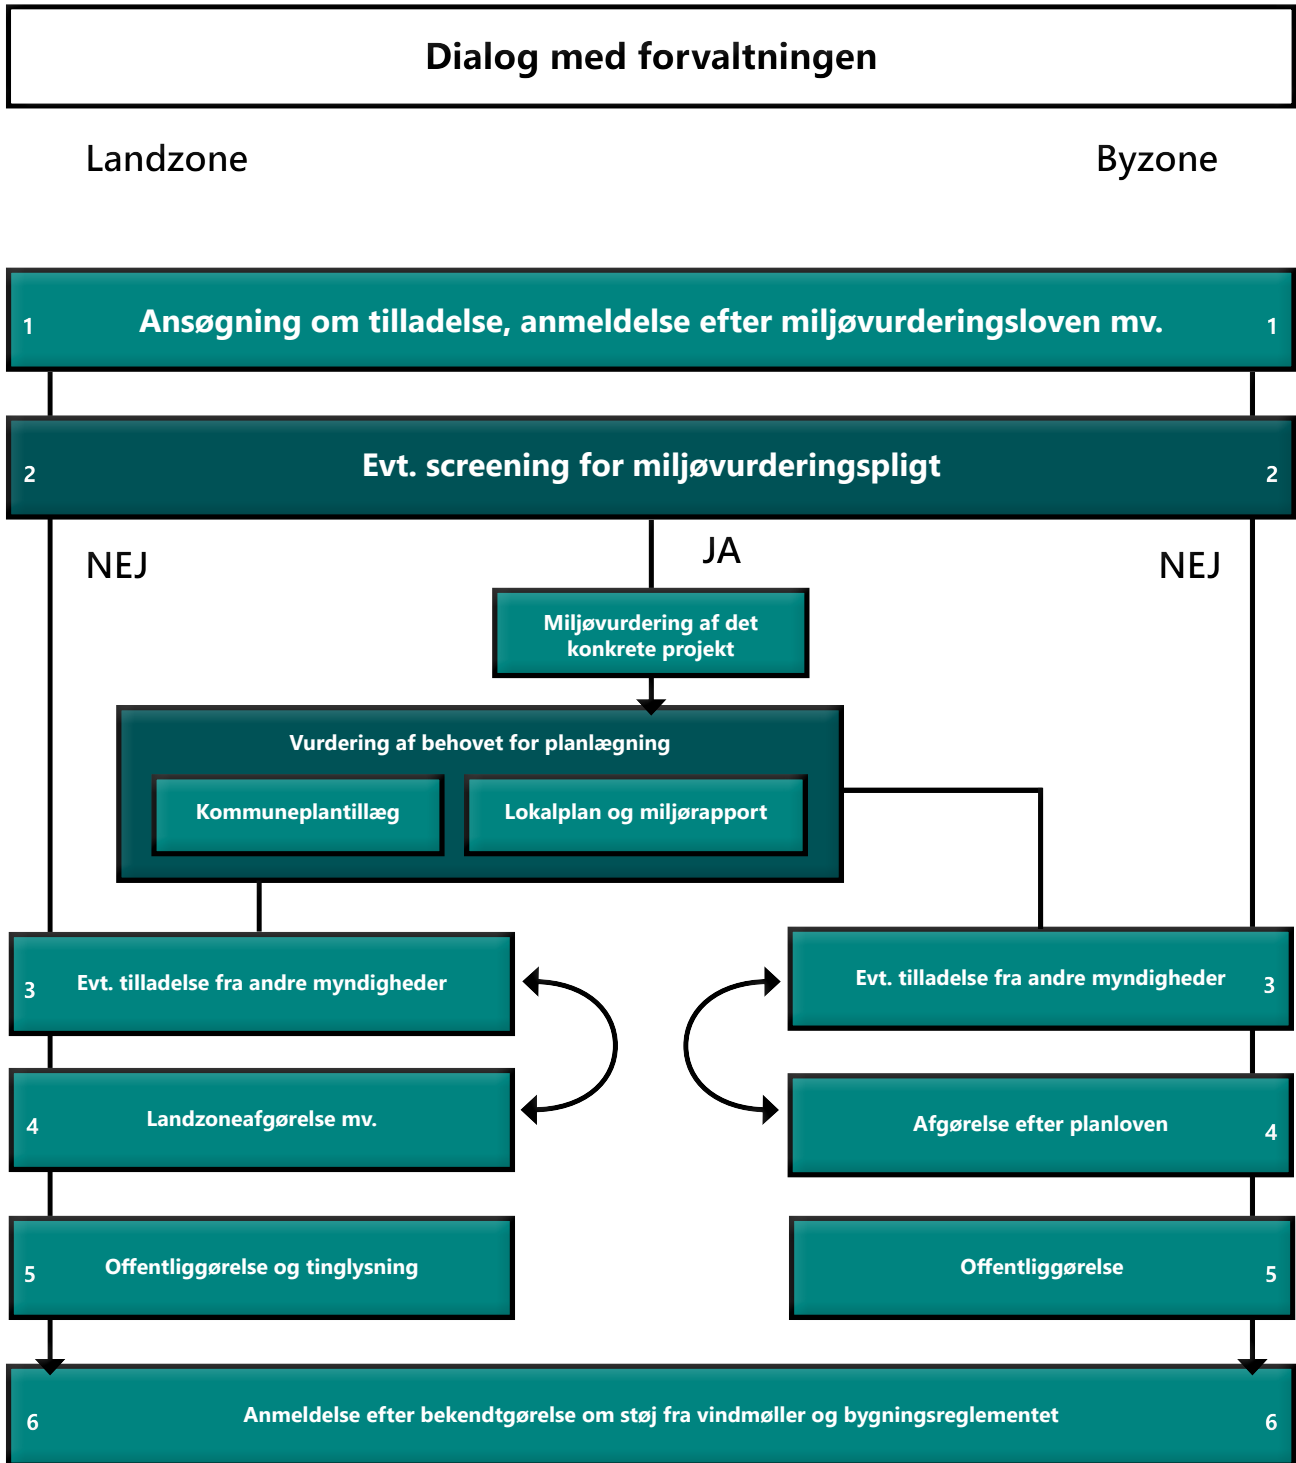 Dialog med forvaltningen
Landzone
Byzone
1
Ansøgning om tilladelse, anmeldelse efter miljøvurderingsloven mv.
1
2
Evt. screening for miljøvurderingspligt
2
NEJ
JA
NEJ
Miljøvurdering af det
konkrete projekt
Vurdering af behovet for planlægning
Kommuneplantillæg
Lokalplan og miljørapport
3
Evt. tilladelse fra andre myndigheder
Evt. tilladelse fra andre myndigheder
3
4
Landzoneafgørelse mv.
Afgørelse efter planloven
4
5
Offentliggørelse og tinglysning
Offentliggørelse
5
6
Anmeldelse efter bekendtgørelse om støj fra vindmøller og bygningsreglementet
6